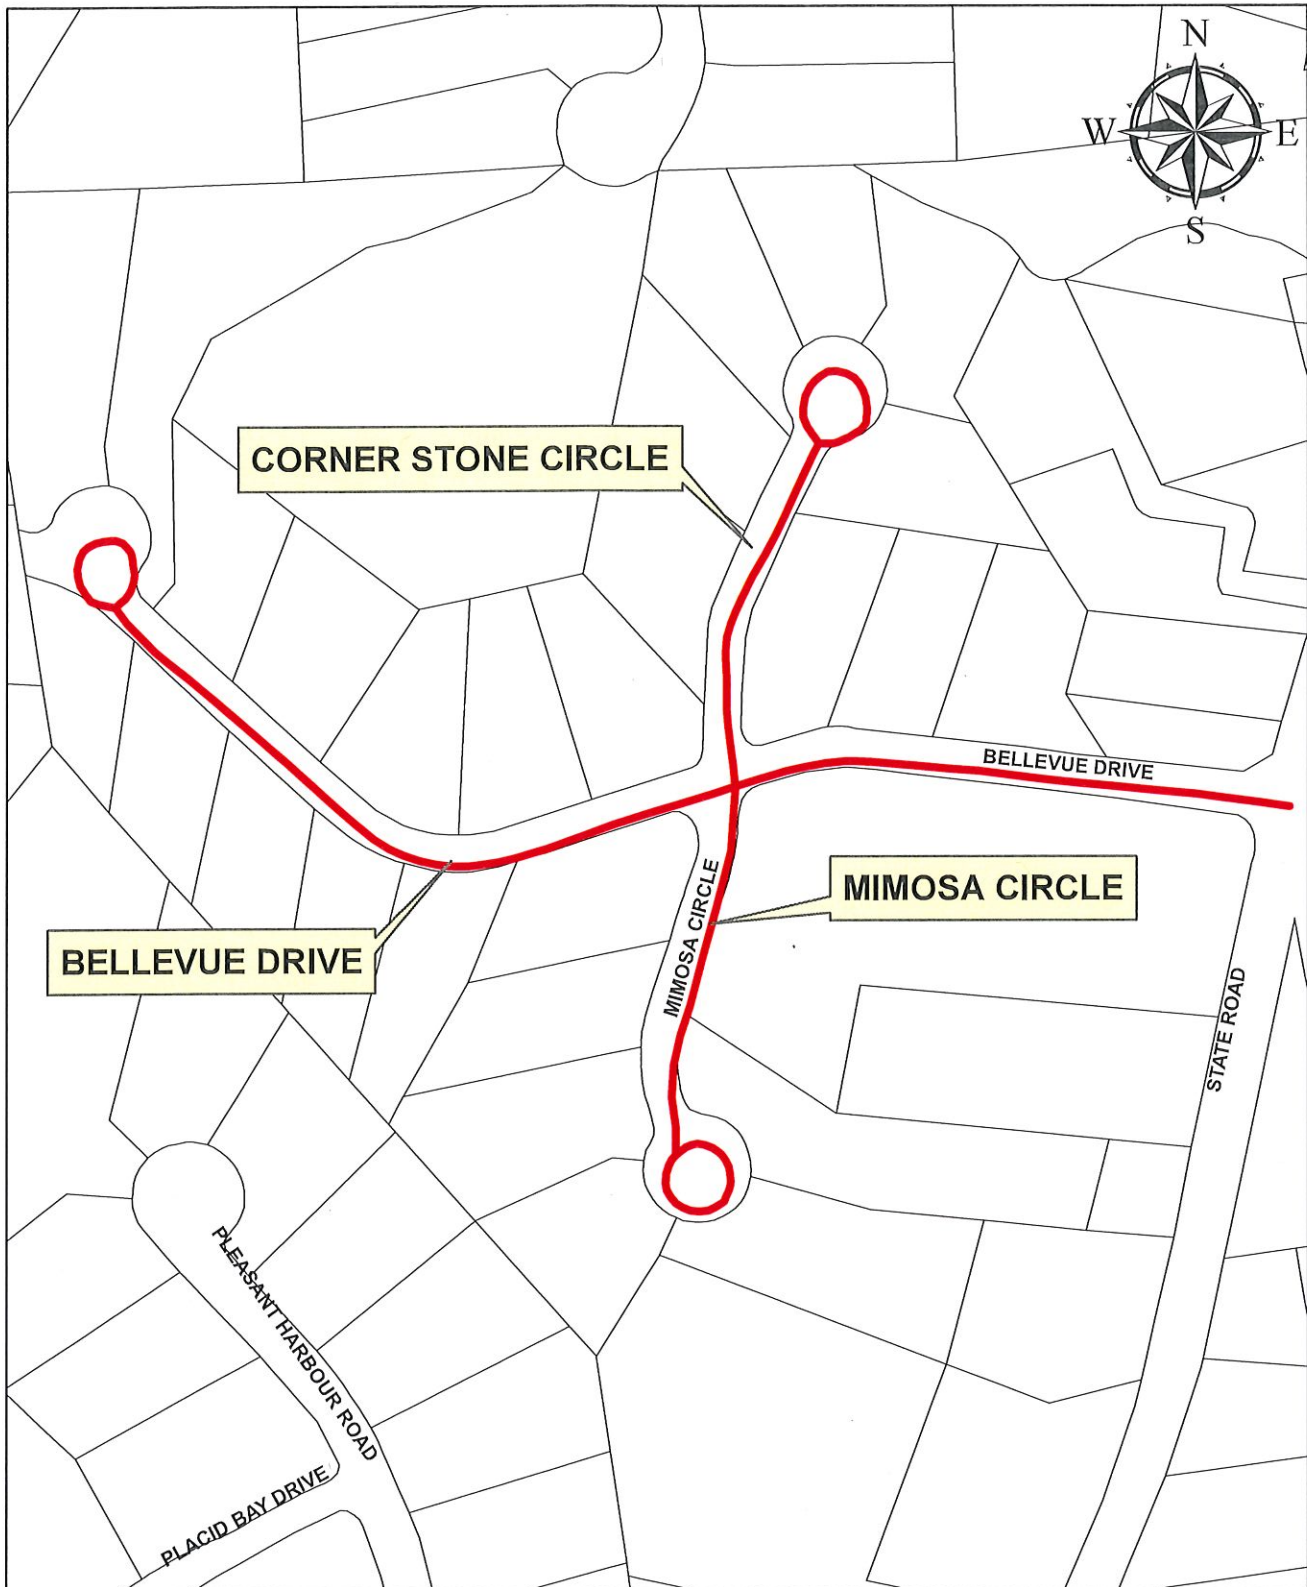 N
W E
S
CORNER STONE CIRCLE
BELLEVUE DRIVE
MIMOSA CIRCLE
MIMOSA CIRCLE
BELLEVUE DRIVE
STATE ROAD
PLEASANT HARBOUR ROAD
PLACID BAY DRIVE